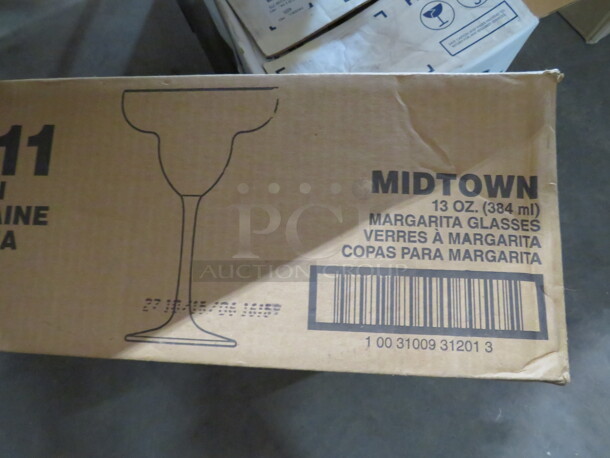 11
AINE
A
MIDTOWN
13 OZ. (384 ml)
MARGARITA GLASSES
VERRES À MARGARITA
COPAS PARA MARGARITA
PCI
AUCTION GROUP
1 00 31009 31201 3